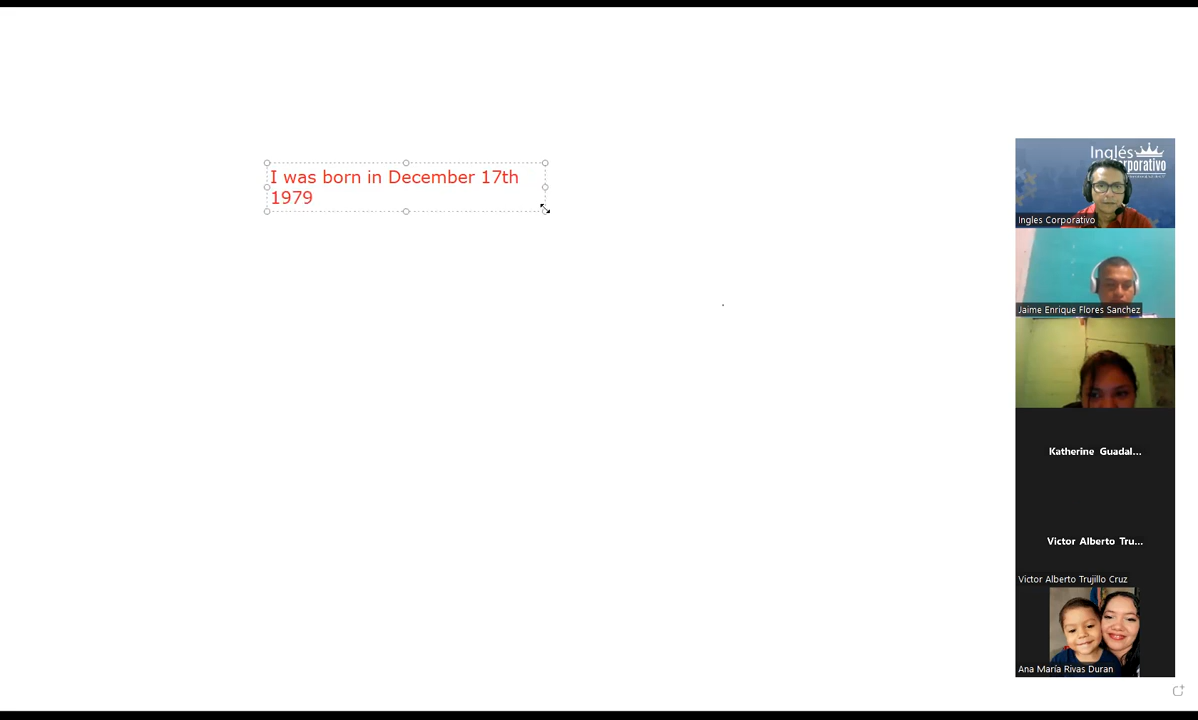 I was born in December 17th
1979
Inglés
orporativo
Ingles Corporativo
Jaime Enrique Flores Sanchez
Katherine Guadal...
Victor Alberto Tru...
Victor Alberto Trujillo Cruz
Ana María Rivas Duran